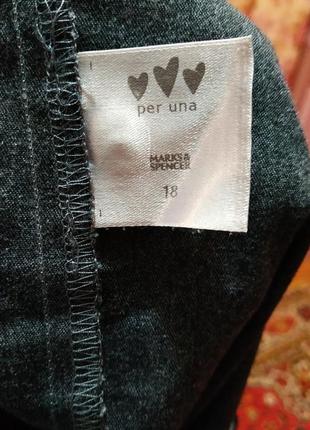 per una
MARKS&
SPENCER
18